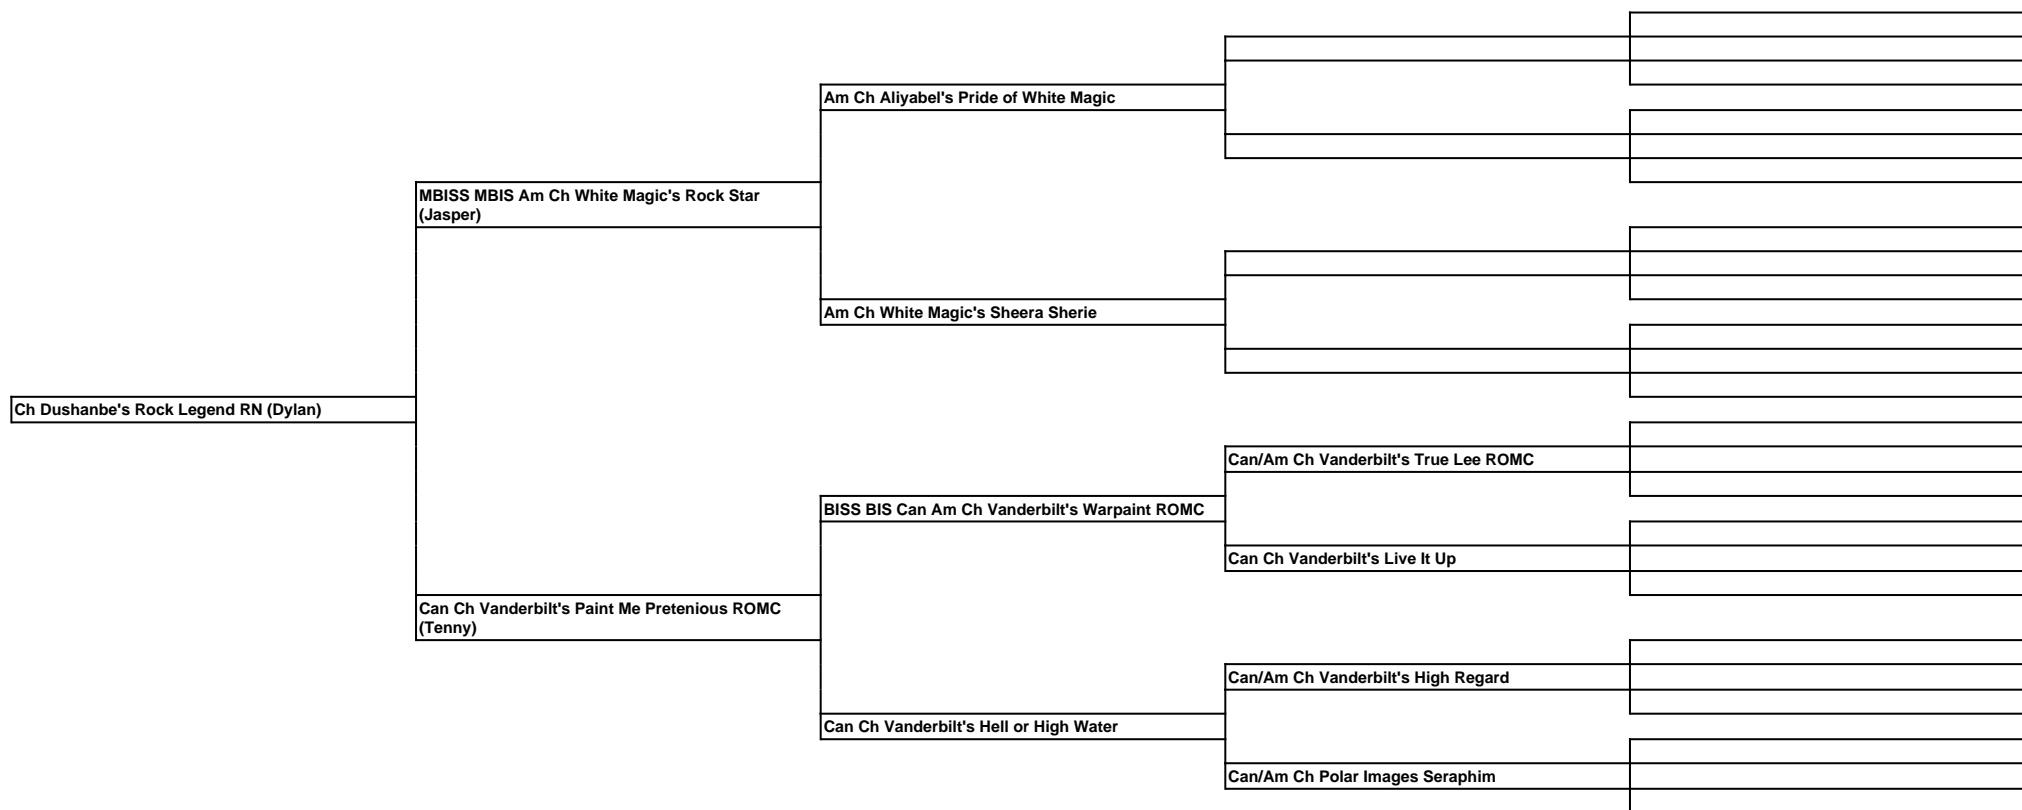 Am Ch Aliyabel's Pride of White Magic
MBISS MBIS Am Ch White Magic's Rock Star
(Jasper)
Am Ch White Magic's Sheera Sherie
Ch Dushanbe's Rock Legend RN (Dylan)
Can/Am Ch Vanderbilt's True Lee ROMC
BISS BIS Can Am Ch Vanderbilt's Warpaint ROMC
Can Ch Vanderbilt's Live It Up
Can Ch Vanderbilt's Paint Me Pretenious ROMC
(Tenny)
Can/Am Ch Vanderbilt's High Regard
Can Ch Vanderbilt's Hell or High Water
Can/Am Ch Polar Images Seraphim